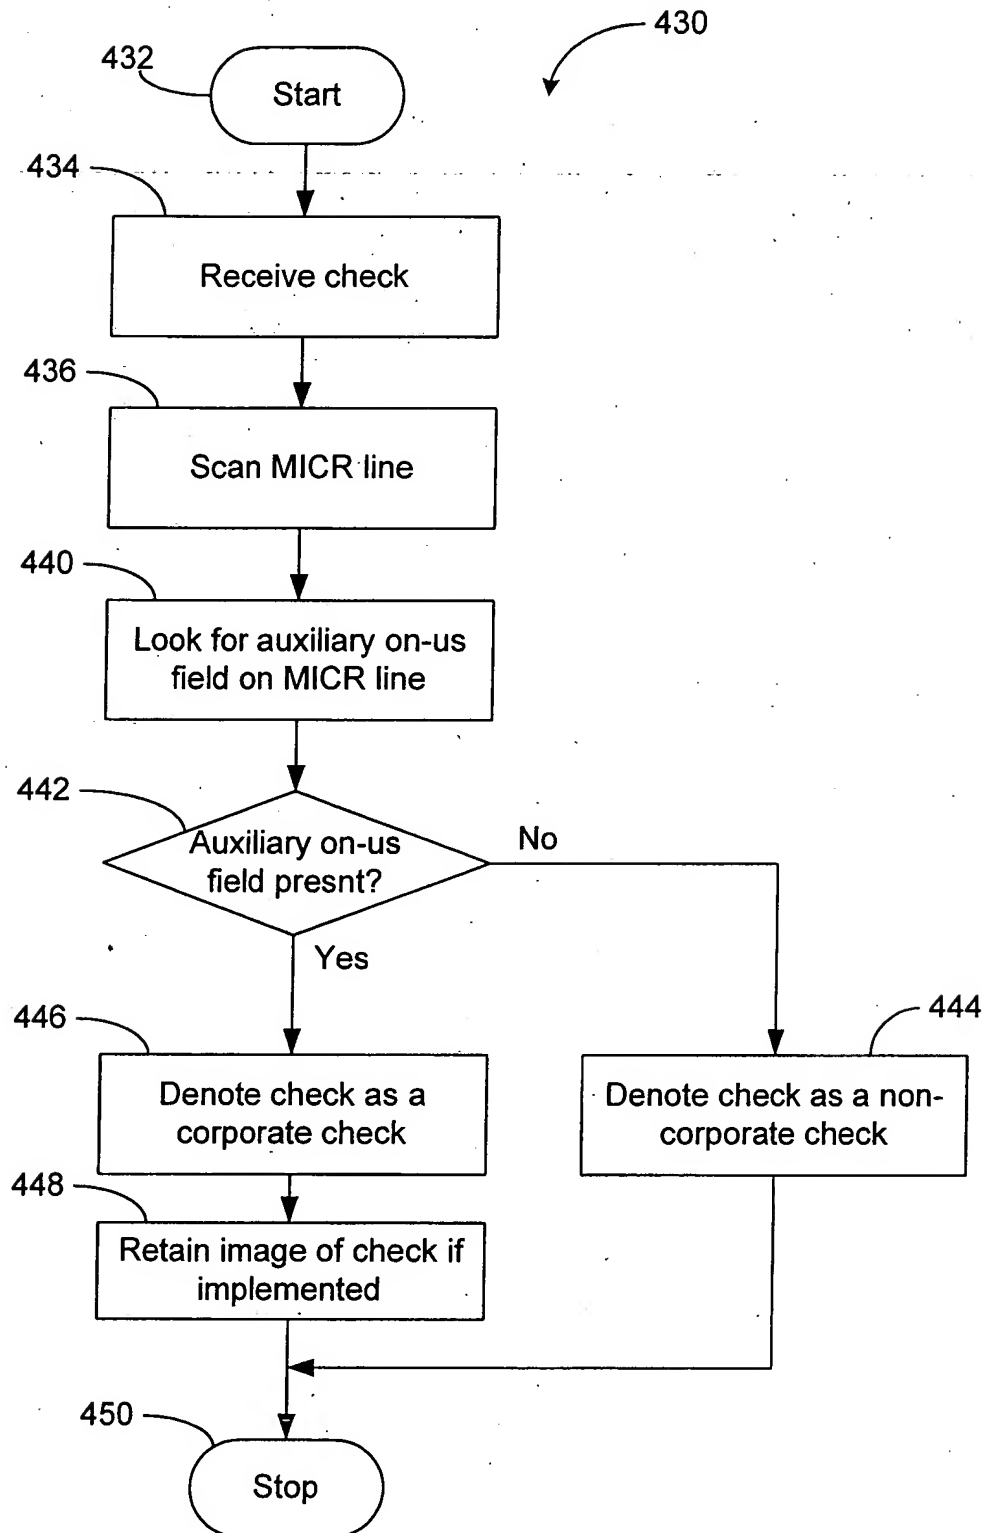 430
432
Start
434
Receive check
436
Scan MICR line
440
Look for auxiliary on-us
field on MICR line
442
Auxiliary on-us
field presnt?
No
Yes
446
Denote check as a
corporate check
444
Denote check as a non-
corporate check
448
Retain image of check if
implemented
450
Stop